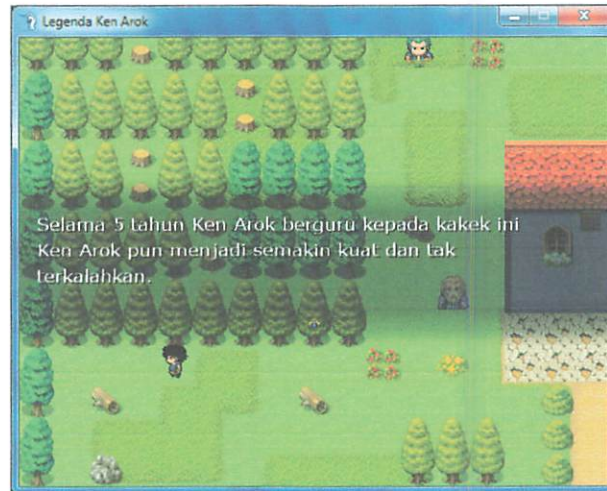 Legenda Ken Arok
Selama 5 tahun Ken Arok berguru kepada kakek ini
Ken Arok pun menjadi semakin kuat dan tak
terkalahkan.